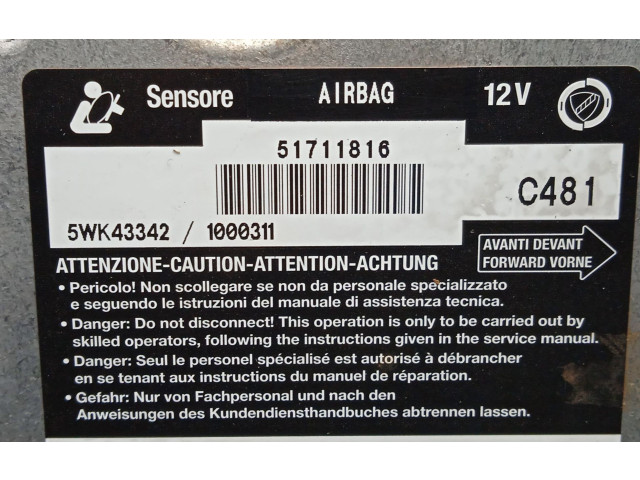 Sensore AIRBAG 12V
51711816
C481
5WK43342 / 1000311
AVANTI DEVANT
FORWARD VORNE
ATTENZIONE-CAUTION-ATTENTION-ACHTUNG
• Pericolo! Non scollegare se non da personale specializzato
e seguendo le istruzioni del manuale di assistenza tecnica.
• Danger: Do not disconnect! This operation is only to be carried out by
skilled operators, following the instructions given in the service manual.
• Danger: Seul le personel spécialisé est autorisé à débrancher
en se tenant aux instructions du manuel de réparation.
• Gefahr: Nur von Fachpersonal und nach den
Anweisungen des Kundendiensthandbuches abtrennen lassen.